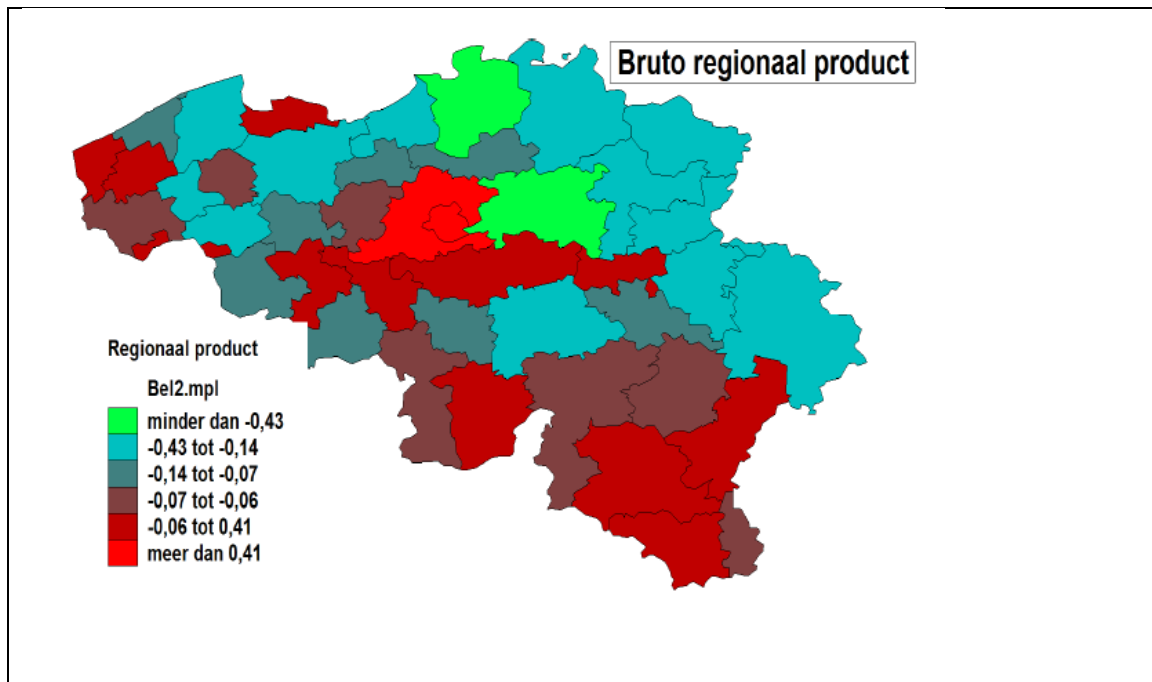 Bruto regionaal product
Regionaal product
Bel2.mpl
minder dan -0,43
-0,43 tot -0,14
-0,14 tot -0,07
-0,07 tot -0,06
-0,06 tot 0,41
meer dan 0,41